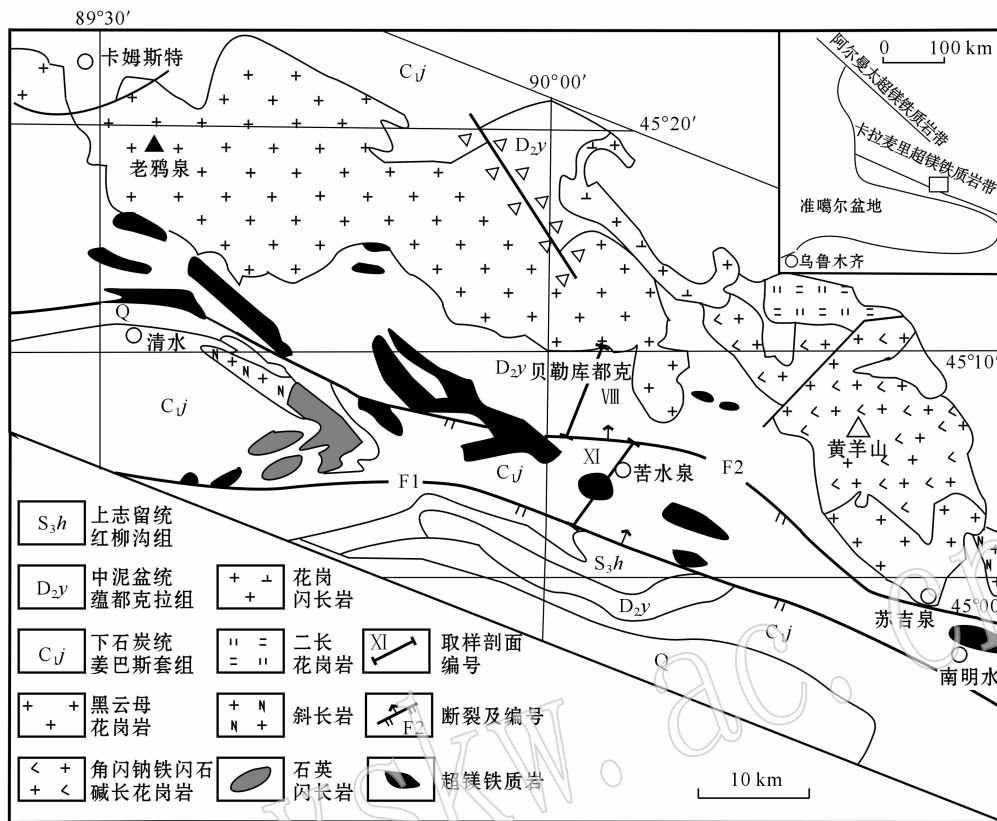 89°30′
卡姆斯特
C₁j
90°00′
45°20′
D₂y
老鸦泉
0 100 km
阿尔曼太超镁铁质岩带
卡拉麦里超镁铁质岩带
准噶尔盆地
乌鲁木齐
Q
清水
D₂y
贝勒库都克
VIII
45°10′
C₁j
黄羊山
F1
C₁j
XI
苦水泉
F2
S₃h
D₂y
C₁j
Q
苏吉泉
45°00
南明水
S₃h
上志留统
红柳沟组
D₂y
中泥盆统
蕴都克拉组
花岗
闪长岩
C₁j
下石炭统
姜巴斯套组
二长
花岗岩
XI
取样剖面
编号
黑云母
花岗岩
N
N
斜长岩
F2
断裂及编号
角闪钠铁闪石
碱长花岗岩
石英
闪长岩
超镁铁质岩
10 km
yskw.ac.cn